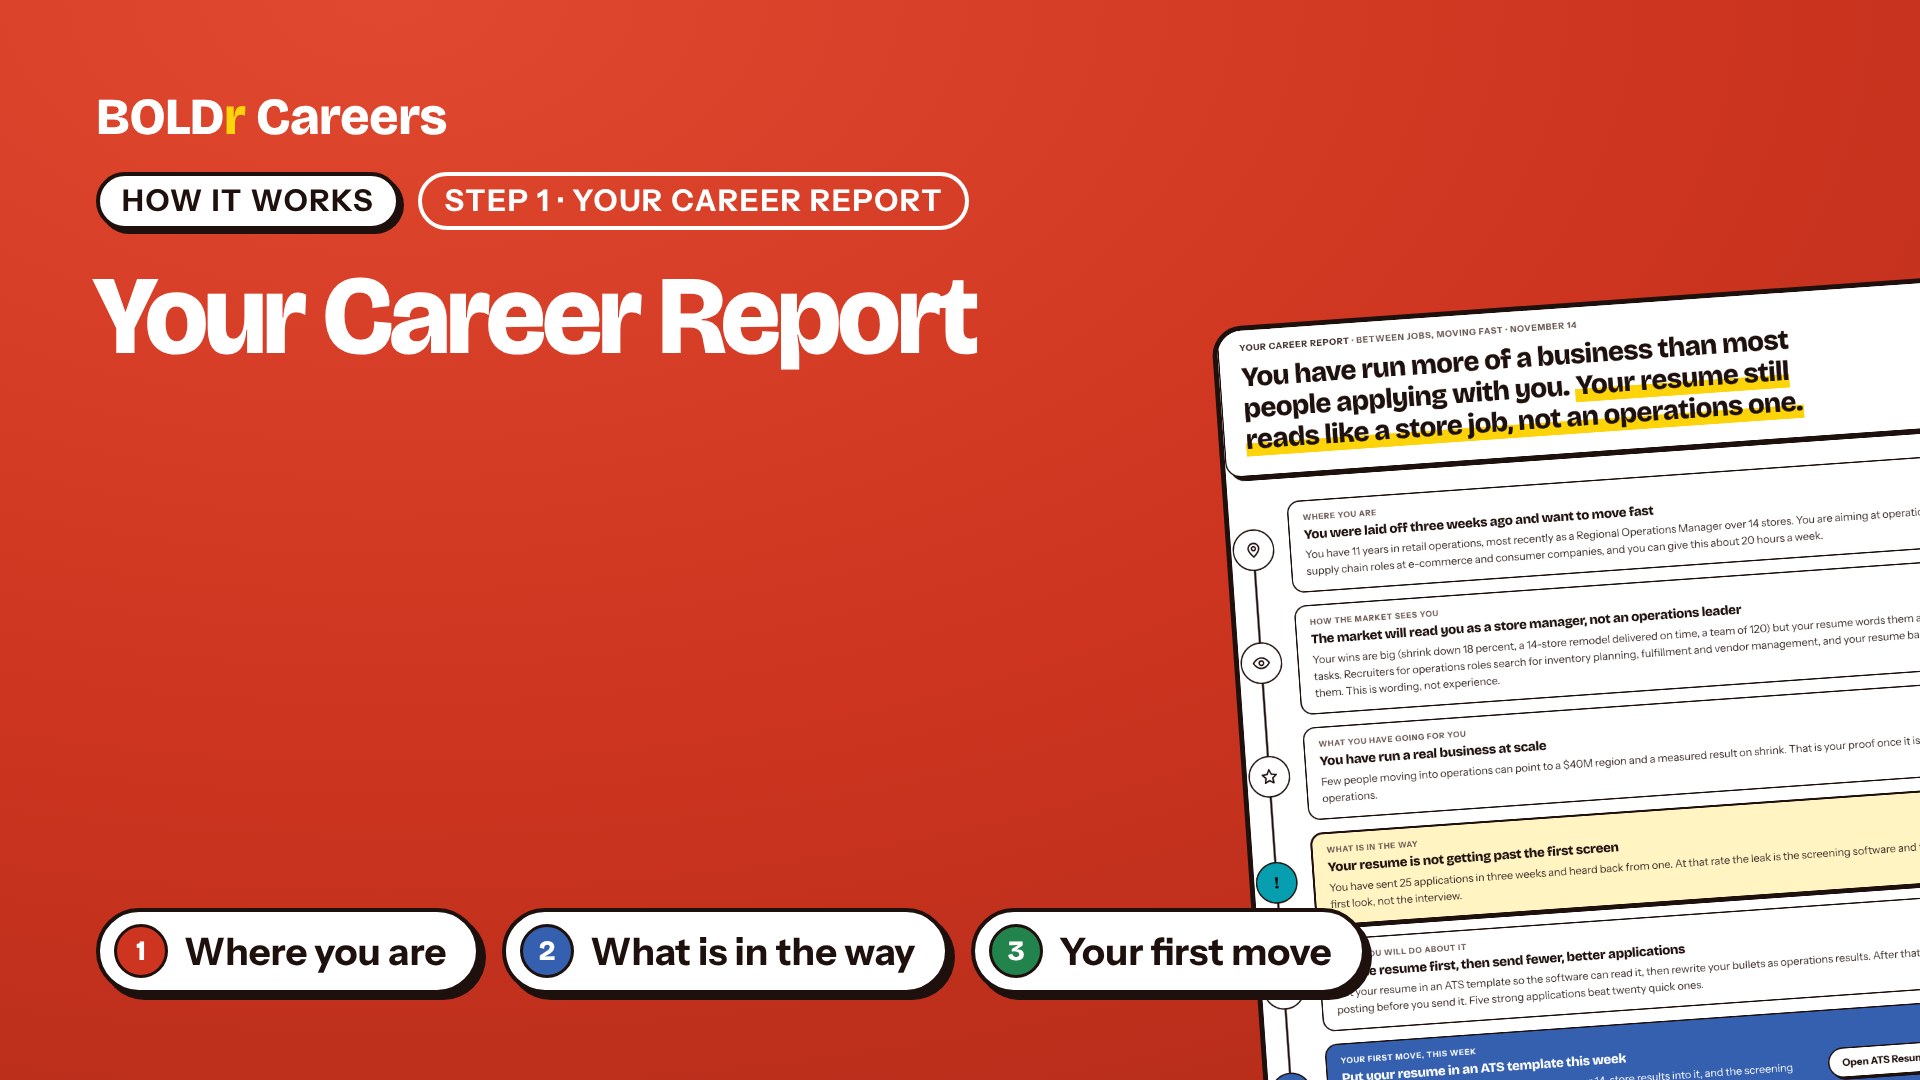 BOLDr Careers
HOW IT WORKS
STEP 1 · YOUR CAREER REPORT
Your Career Report
YOUR CAREER REPORT · BETWEEN JOBS, MOVING FAST · NOVEMBER 14
You have run more of a business than most
people applying with you. Your resume still
reads like a store job, not an operations one.
WHERE YOU ARE
You were laid off three weeks ago and want to move fast
You have 11 years in retail operations, most recently as a Regional Operations Manager over 14 stores. You are aiming at
supply chain roles at e-commerce and consumer companies, and you can give this about 20 hours a week.
HOW THE MARKET SEES YOU
The market will read you as a store manager, not an operations leader
Your wins are big (shrink down 18 percent, a 14-store remodel delivered on time, a team of 120) but your resume words them
tasks. Recruiters for operations roles search for inventory planning, fulfillment and vendor management, and your resume
them. This is wording, not experience.
WHAT YOU HAVE GOING FOR YOU
You have run a real business at scale
Few people moving into operations can point to a $40M region and a measured result on shrink. That is your proof once it is
operations.
WHAT IS IN THE WAY
Your resume is not getting past the first screen
You have sent 25 applications in three weeks and heard back from one. At that rate the leak is the screening software and
first look, not the interview.
!
YOU WILL DO ABOUT IT
resume first, then send fewer, better applications
your resume in an ATS template so the software can read it, then rewrite your bullets as operations results. After that
posting before you send it. Five strong applications beat twenty quick ones.
YOUR FIRST MOVE, THIS WEEK
Put your resume in an ATS template this week
14-store results into it, and the screening
Open ATS
1 Where you are
2 What is in the way
3 Your first move